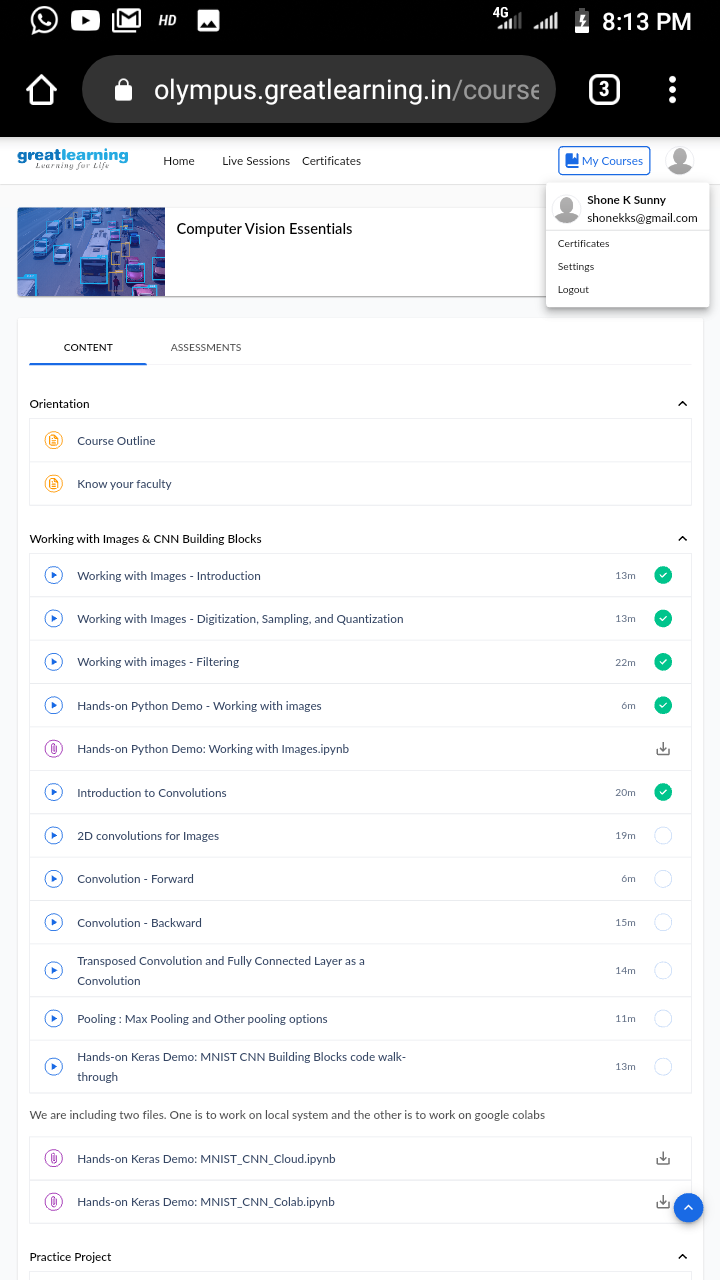 HD
4G
8:13 PM
olympus.greatlearning.in/course
3
greatlearning
Learning for Life
Home
Live Sessions
Certificates
My Courses
Shone K Sunny
shonekks@gmail.com
Certificates
Settings
Logout
Computer Vision Essentials
CONTENT
ASSESSMENTS
Orientation
Course Outline
Know your faculty
Working with Images & CNN Building Blocks
Working with Images - Introduction 13m
Working with Images - Digitization, Sampling, and Quantization 13m
Working with images - Filtering 22m
Hands-on Python Demo - Working with images 6m
Hands-on Python Demo: Working with Images.ipynb
Introduction to Convolutions 20m
2D convolutions for Images 19m
Convolution - Forward 6m
Convolution - Backward 15m
Transposed Convolution and Fully Connected Layer as a
Convolution 14m
Pooling : Max Pooling and Other pooling options 11m
Hands-on Keras Demo: MNIST CNN Building Blocks code walk-
through 13m
We are including two files. One is to work on local system and the other is to work on google colabs
Hands-on Keras Demo: MNIST_CNN_Cloud.ipynb
Hands-on Keras Demo: MNIST_CNN_Colab.ipynb
Practice Project